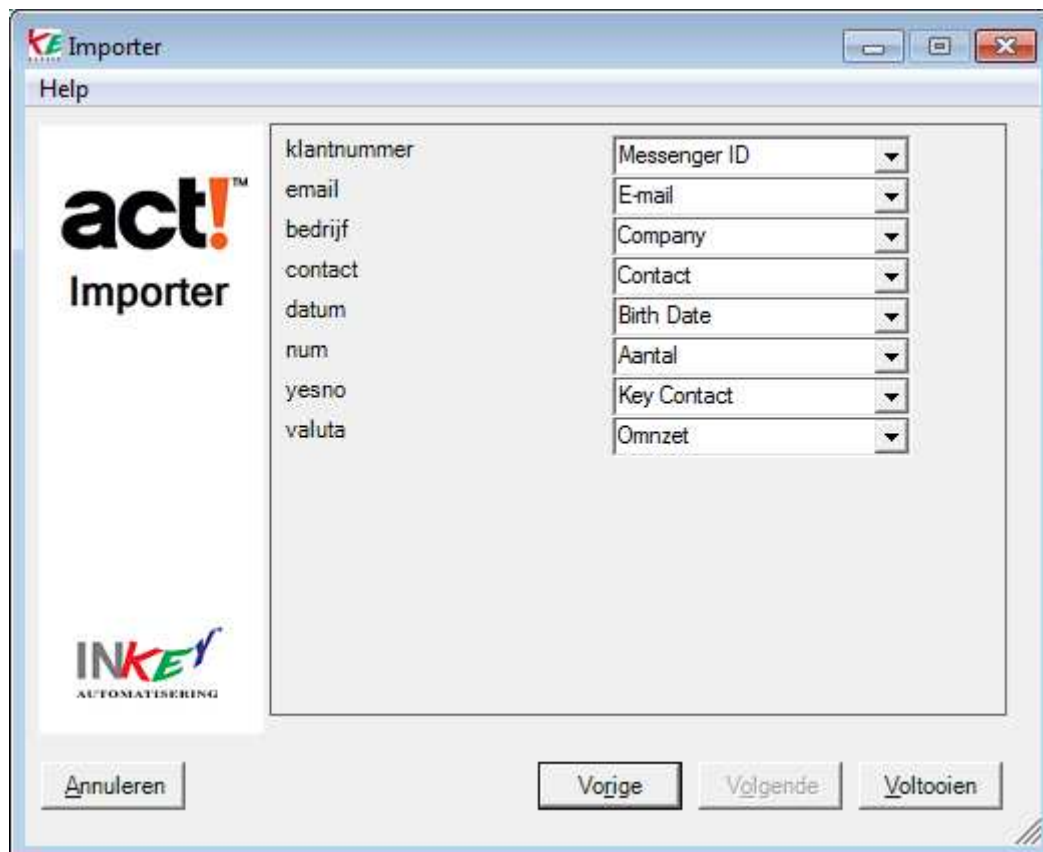 KE Importer
Help
klantnummer Messenger ID
email E-mail
bedrijf Company
contact Contact
datum Birth Date
num Aantal
yesno Key Contact
valuta Omnzet
act!™
Importer
INKEY
AUTOMATISERING
Annuleren Vorige Volgende Voltooien